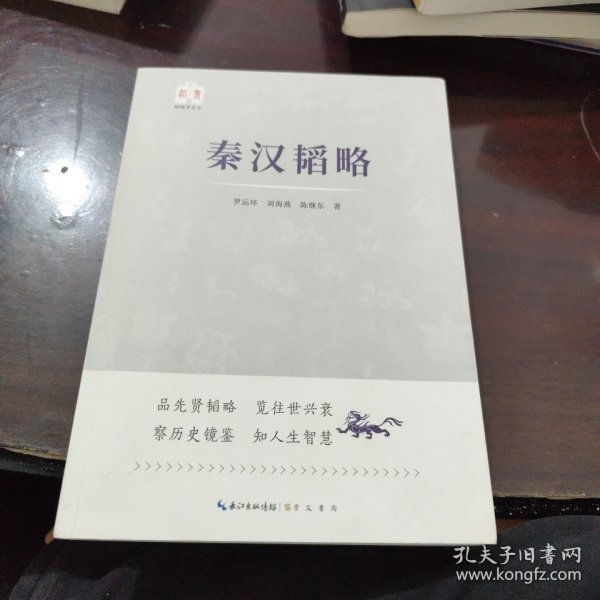 秦汉韬略
罗运环 刘海燕 陈继东 著
品先贤韬略 览往世兴衰
察历史镜鉴 知人生智慧
长江出版传媒 崇文书局
孔夫子旧书网
www.kongfz.com